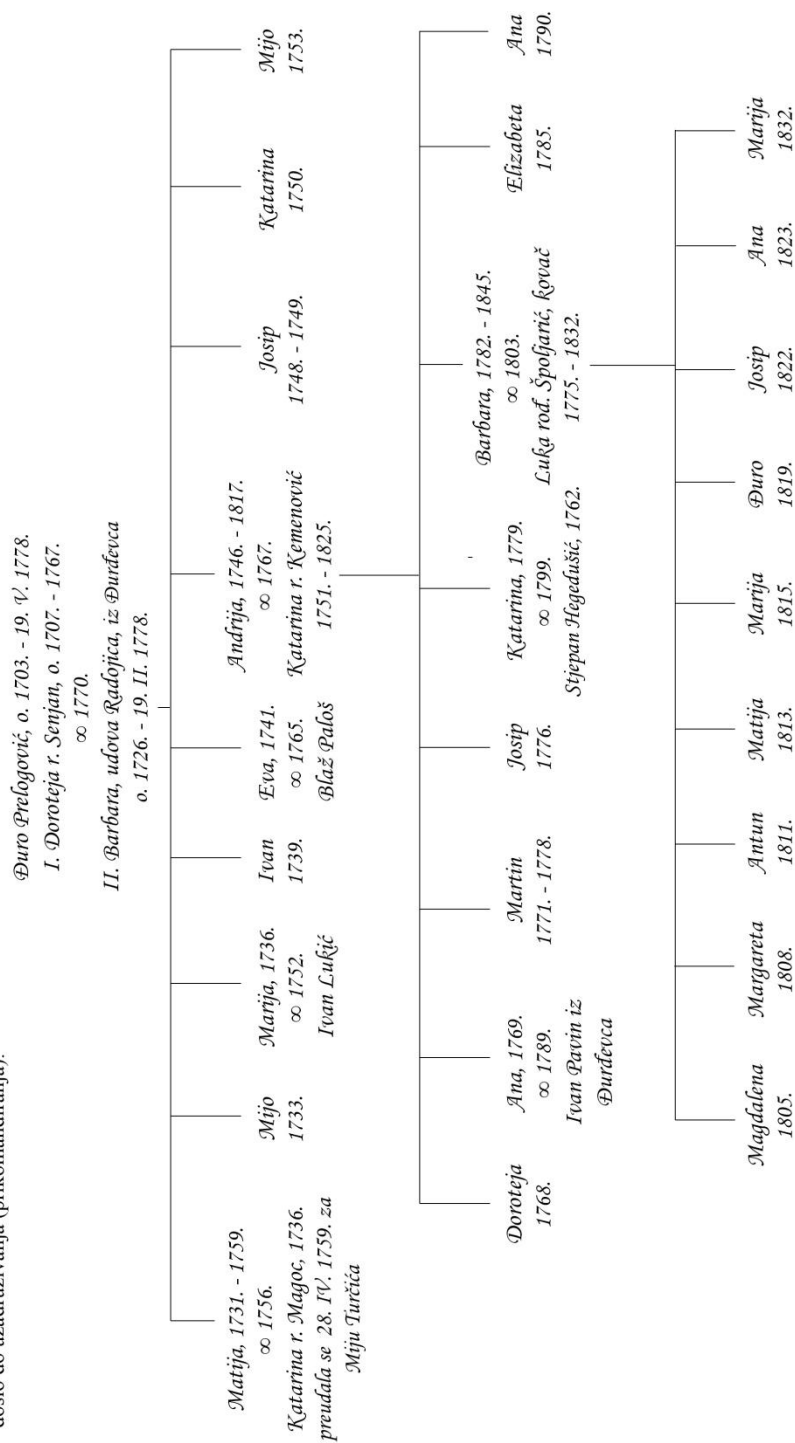 došlo do uzadruživanja (prikomandiranja):
Đuro Prelogović, o. 1703. - 19. V. 1778.
I. Doroteja r. Senjan, o. 1707. - 1767.
∞ 1770.
II. Barbara, udova Radojica, iz Đurđevca
o. 1726. - 19. II. 1778.
Matija, 1731. - 1759.
∞ 1756.
Katarina r. Magoc, 1736.
preudala se 28. IV. 1759. za
Miju Turčića
Mijo
1733.
Marija, 1736.
∞ 1752.
Ivan Lukić
Ivan
1739.
Eva, 1741.
∞ 1765.
Blaž Paloš
Andrija, 1746. - 1817.
∞ 1767.
Katarina r. Kemenović
1751. - 1825.
Josip
1748. - 1749.
Katarina
1750.
Mijo
1753.
Doroteja
1768.
Ana, 1769.
∞ 1789.
Ivan Pavin iz
Đurđevca
Martin
1771. - 1778.
Josip
1776.
Katarina, 1779.
∞ 1799.
Stjepan Hegedušić, 1762.
Barbara, 1782. - 1845.
∞ 1803.
Luka rođ. Špoljarić, kovač
1775. - 1832.
Elizabeta
1785.
Ana
1790.
Magdalena
1805.
Margareta
1808.
Antun
1811.
Matija
1813.
Marija
1815.
Đuro
1819.
Josip
1822.
Ana
1823.
Marija
1832.